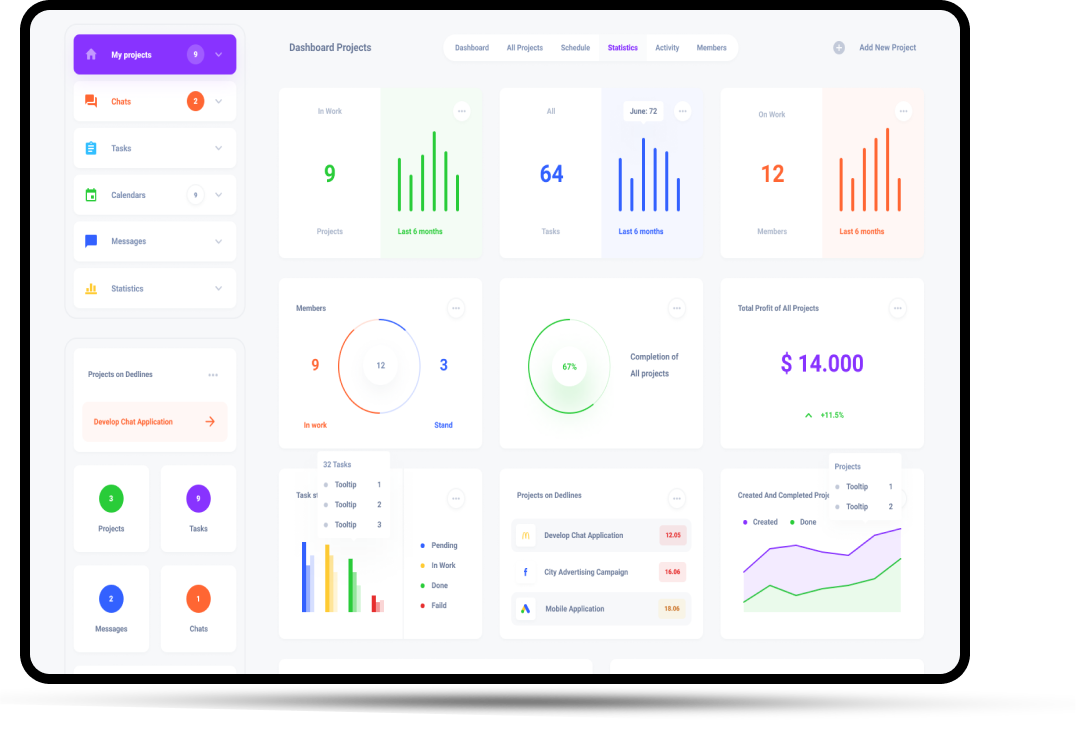 My projects
9
Chats
2
Tasks
Calendars
9
Messages
Statistics
Projects on Dedlines
Develop Chat Application
3
Projects
9
Tasks
2
Messages
1
Chats
Dashboard Projects
Dashboard
All Projects
Schedule
Statistics
Activity
Members
Add New Project
In Work
9
Projects
Last 6 months
All
64
Tasks
June: 72
Last 6 months
On Work
12
Members
Last 6 months
Members
9
12
3
In work
Stand
67%
Completion of
All projects
Total Profit of All Projects
$ 14.000
+11.5%
Task st
32 Tasks
Tooltip 1
Tooltip 2
Tooltip 3
Pending
In Work
Done
Faild
Projects on Dedlines
Develop Chat Application 12.05
City Advertising Campaign 16.06
Mobile Application 18.06
Created And Completed Proje
Projects
Tooltip 1
Tooltip 2
Created
Done